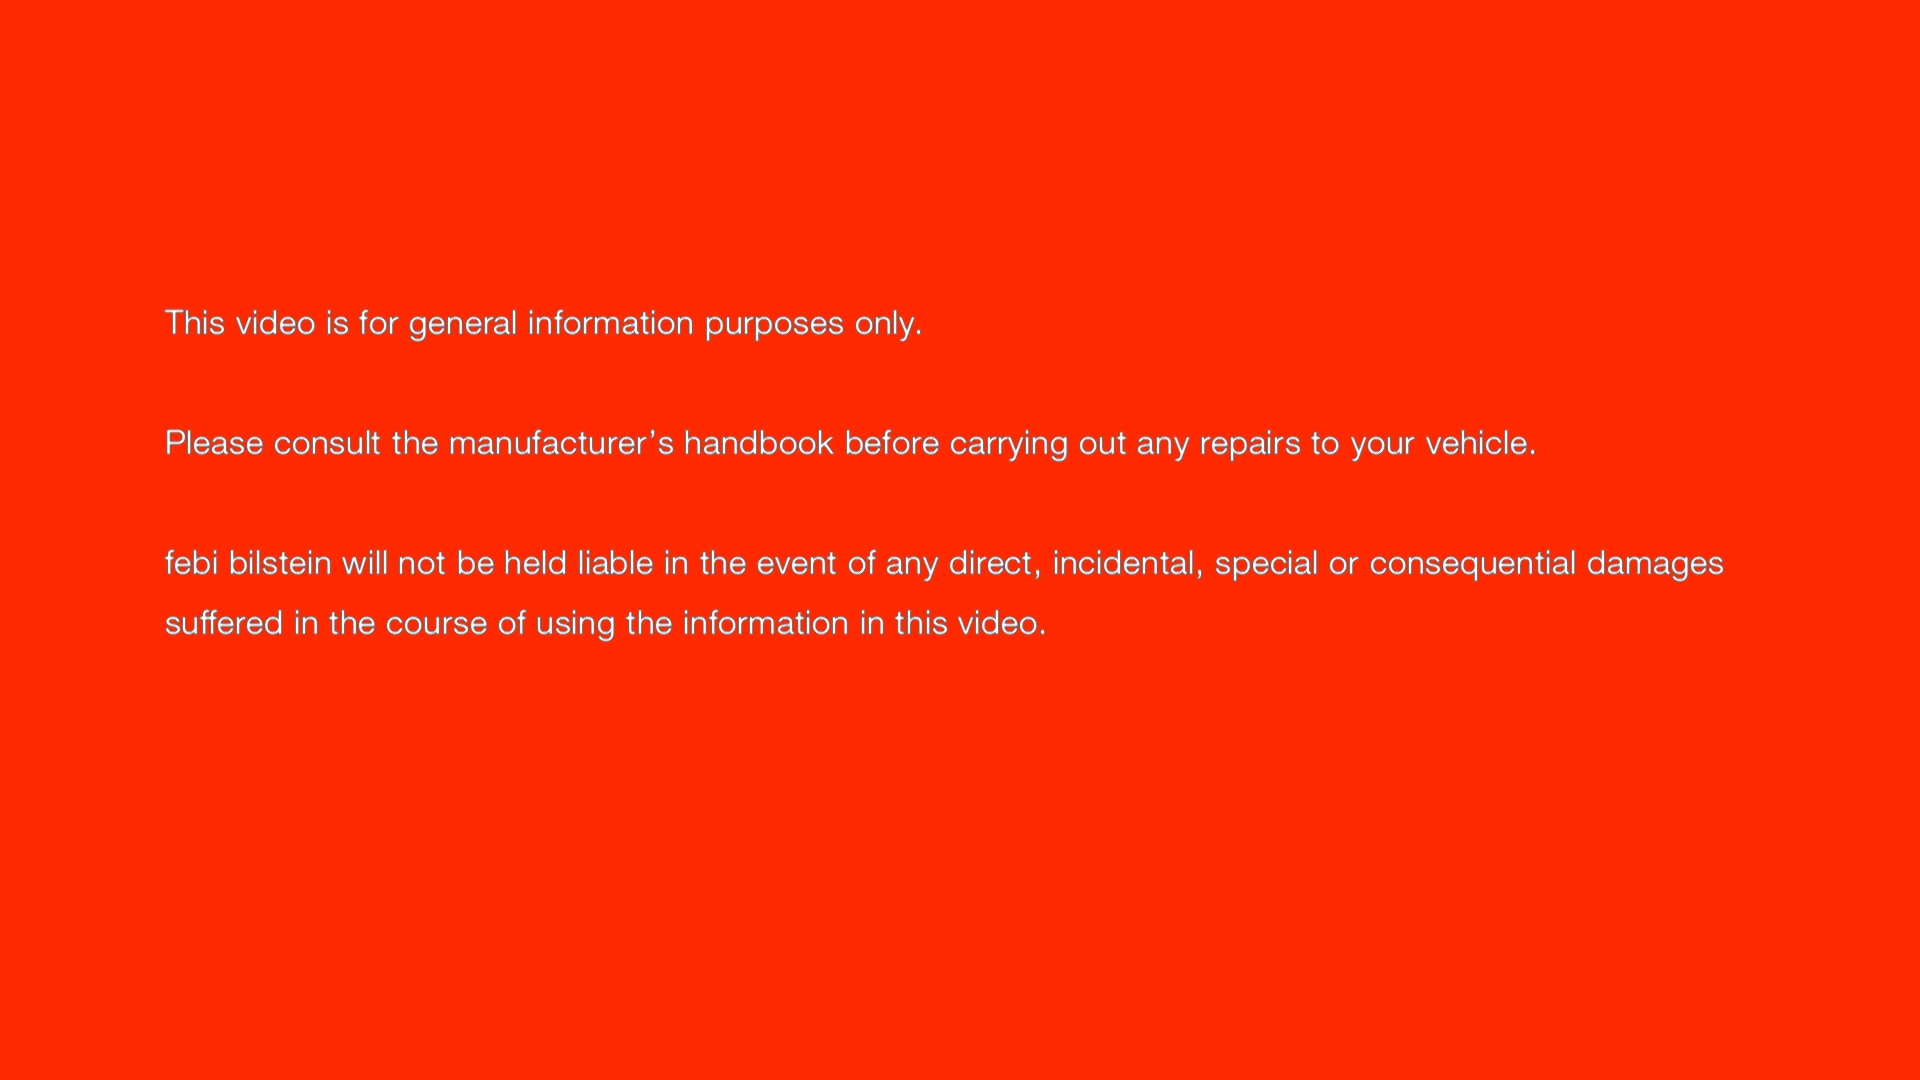 This video is for general information purposes only.
Please consult the manufacturer’s handbook before carrying out any repairs to your vehicle.
febi bilstein will not be held liable in the event of any direct, incidental, special or consequential damages
suffered in the course of using the information in this video.